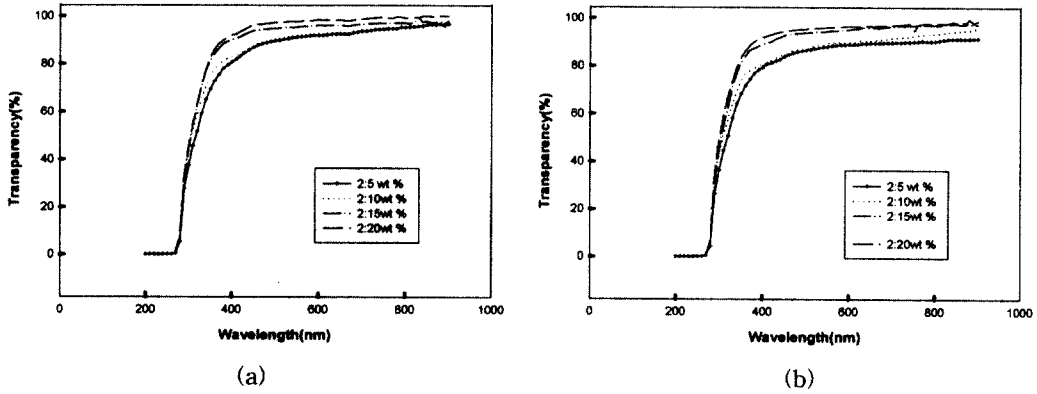 100
80
60
40
20
0
Transparency(%)
2:5 wt %
2:10wt %
2:15wt %
2:20wt %
0 200 400 600 800 1000
Wavelength(nm)
(a)
100
80
60
40
20
0
Transparency(%)
2:5 wt %
2:10wt %
2:15wt %
2:20wt %
0 200 400 600 800 1000
Wavelength(nm)
(b)